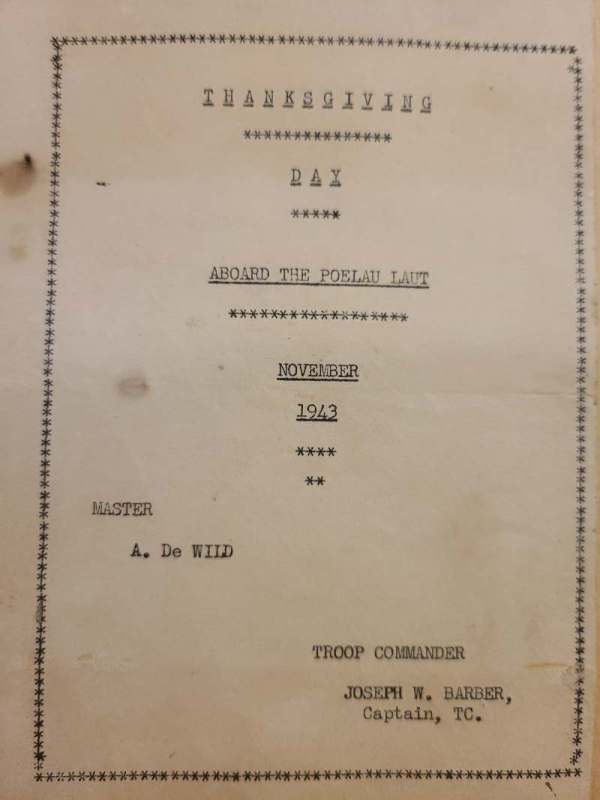 THANKSGIVING
***************
DAY
*****
ABOARD THE POELAU LAUT
******************
NOVEMBER
1943
****
**
MASTER
A. De WILD
TROOP COMMANDER
JOSEPH W. BARBER,
Captain, TC.